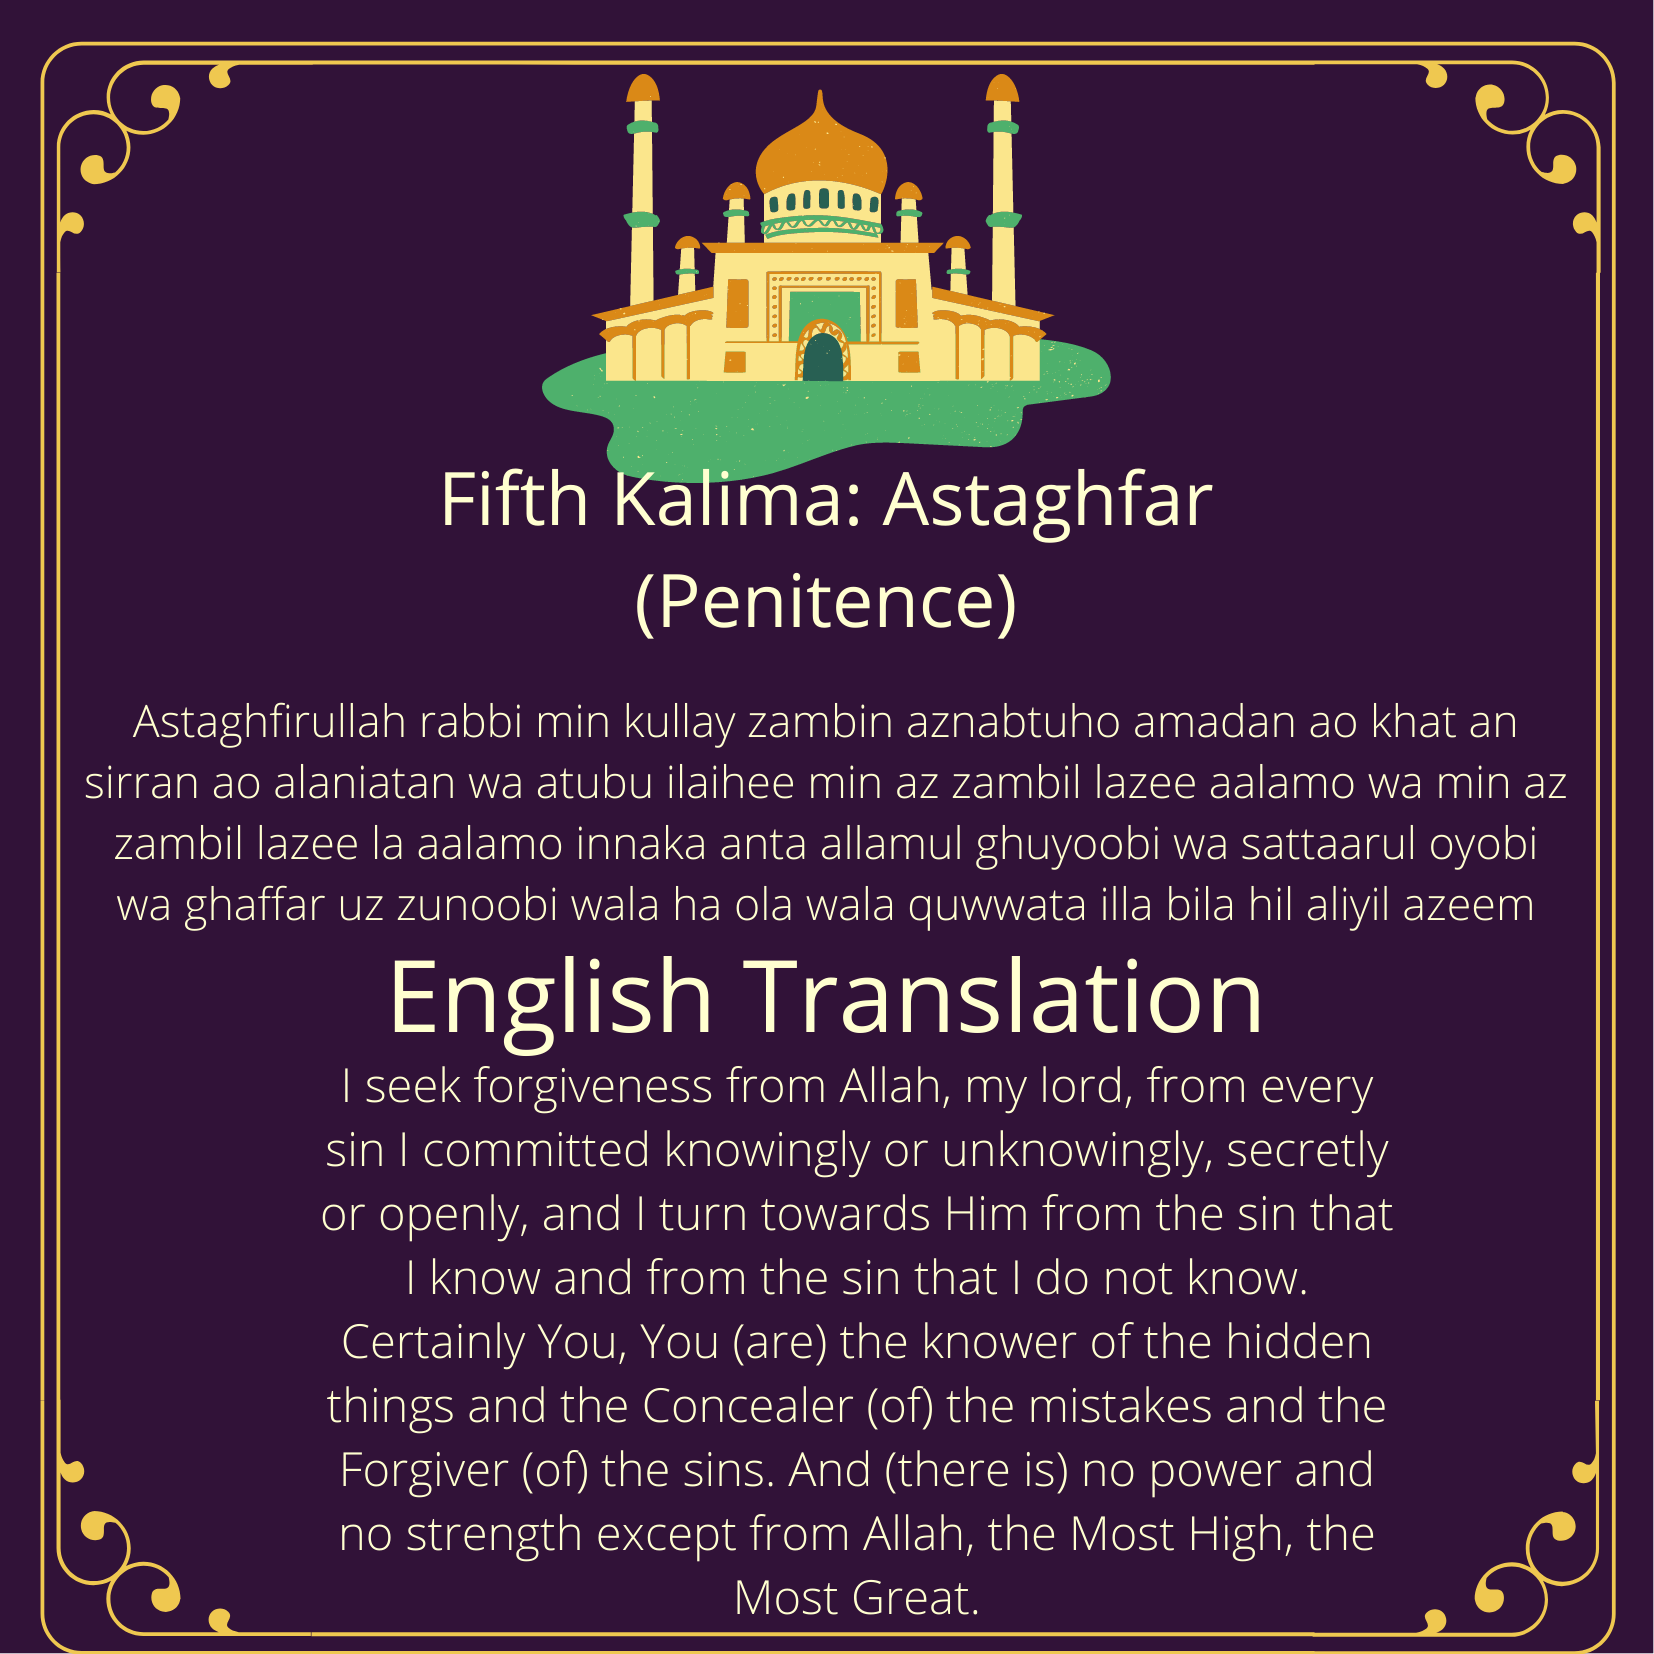 Fifth Kalima: Astaghfar
(Penitence)
Astaghfirullah rabbi min kullay zambin aznabtuho amadan ao khat an
sirran ao alaniatan wa atubu ilaihee min az zambil lazee aalamo wa min az
zambil lazee la aalamo innaka anta allamul ghuyoobi wa sattaarul oyobi
wa ghaffar uz zunoobi wala ha ola wala quwwata illa bila hil aliyil azeem
English Translation
I seek forgiveness from Allah, my lord, from every
sin I committed knowingly or unknowingly, secretly
or openly, and I turn towards Him from the sin that
I know and from the sin that I do not know.
Certainly You, You (are) the knower of the hidden
things and the Concealer (of) the mistakes and the
Forgiver (of) the sins. And (there is) no power and
no strength except from Allah, the Most High, the
Most Great.